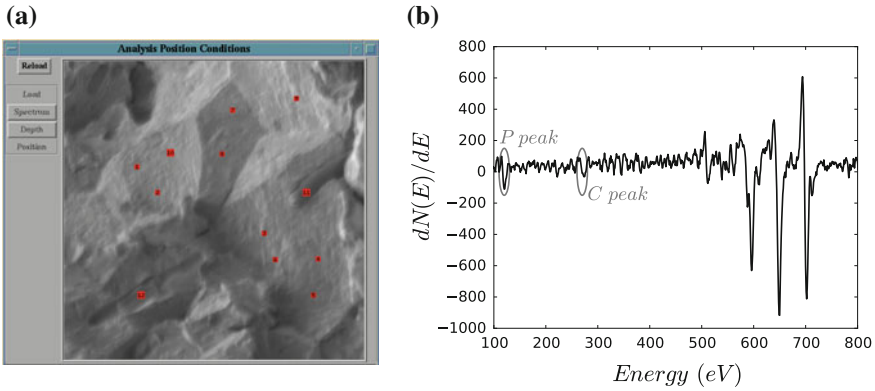 (a)
Analysis Position Conditions
Reload
Load
Spectrum
Depth
Position
(b)
800
600
400
200
0
−200
−400
−600
−800
−1000
dN(E)/dE
P peak
C peak
100 200 300 400 500 600 700 800
Energy (eV)